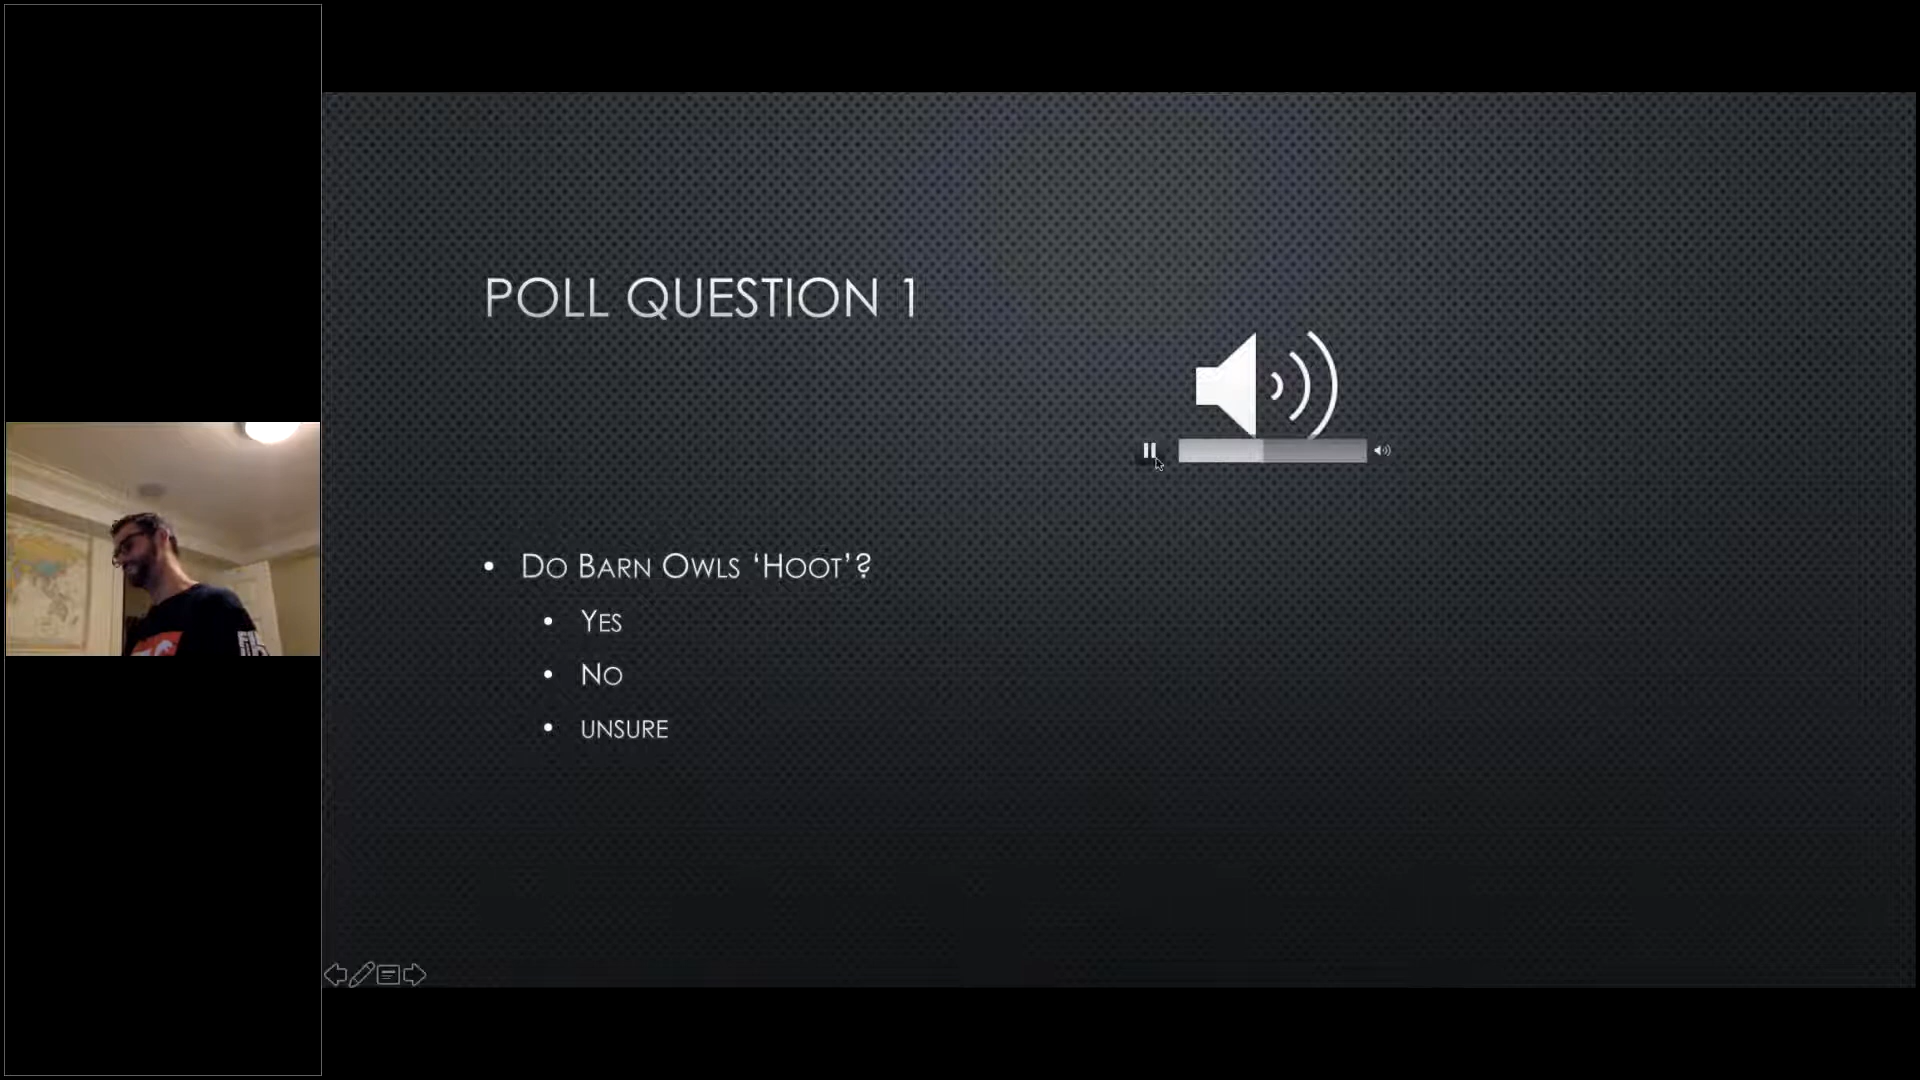 POLL QUESTION 1
• DO BARN OWLS ‘HOOT’?
• YES
• NO
• UNSURE